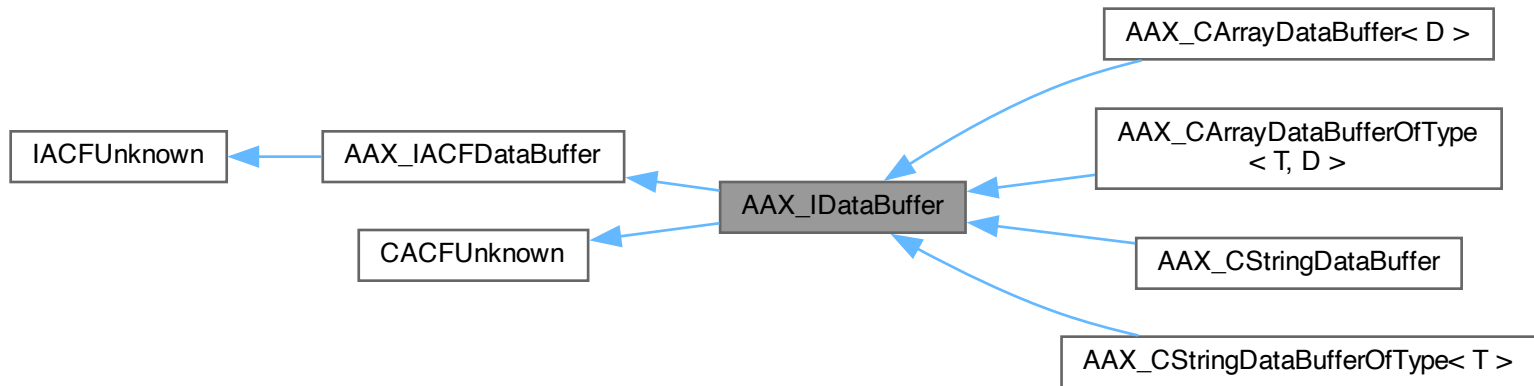 AAX_CArrayDataBuffer< D >
AAX_CArrayDataBufferOfType
< T, D >
IACFUnknown
AAX_IACFDataBuffer
AAX_IDataBuffer
CACFUnknown
AAX_CStringDataBuffer
AAX_CStringDataBufferOfType< T >